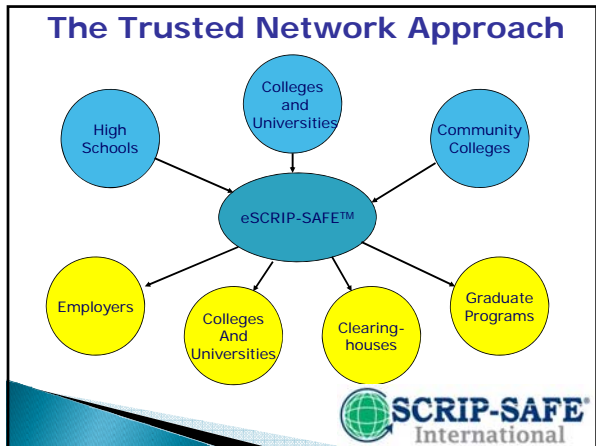 The Trusted Network Approach
Colleges
and
Universities
High
Schools
Community
Colleges
eSCRIP-SAFE™
Employers
Colleges
And
Universities
Clearing-
houses
Graduate
Programs
SCRIP-SAFE®
International